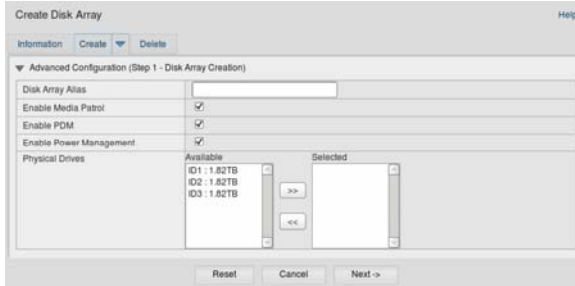 Create Disk Array
Help
Information Create Delete
Advanced Configuration (Step 1 - Disk Array Creation)
Disk Array Alias
Enable Media Patrol
Enable PDM
Enable Power Management
Physical Drives
Available Selected
ID1 : 1.82TB
ID2 : 1.82TB
ID3 : 1.82TB
>>
<<
Reset Cancel Next ->